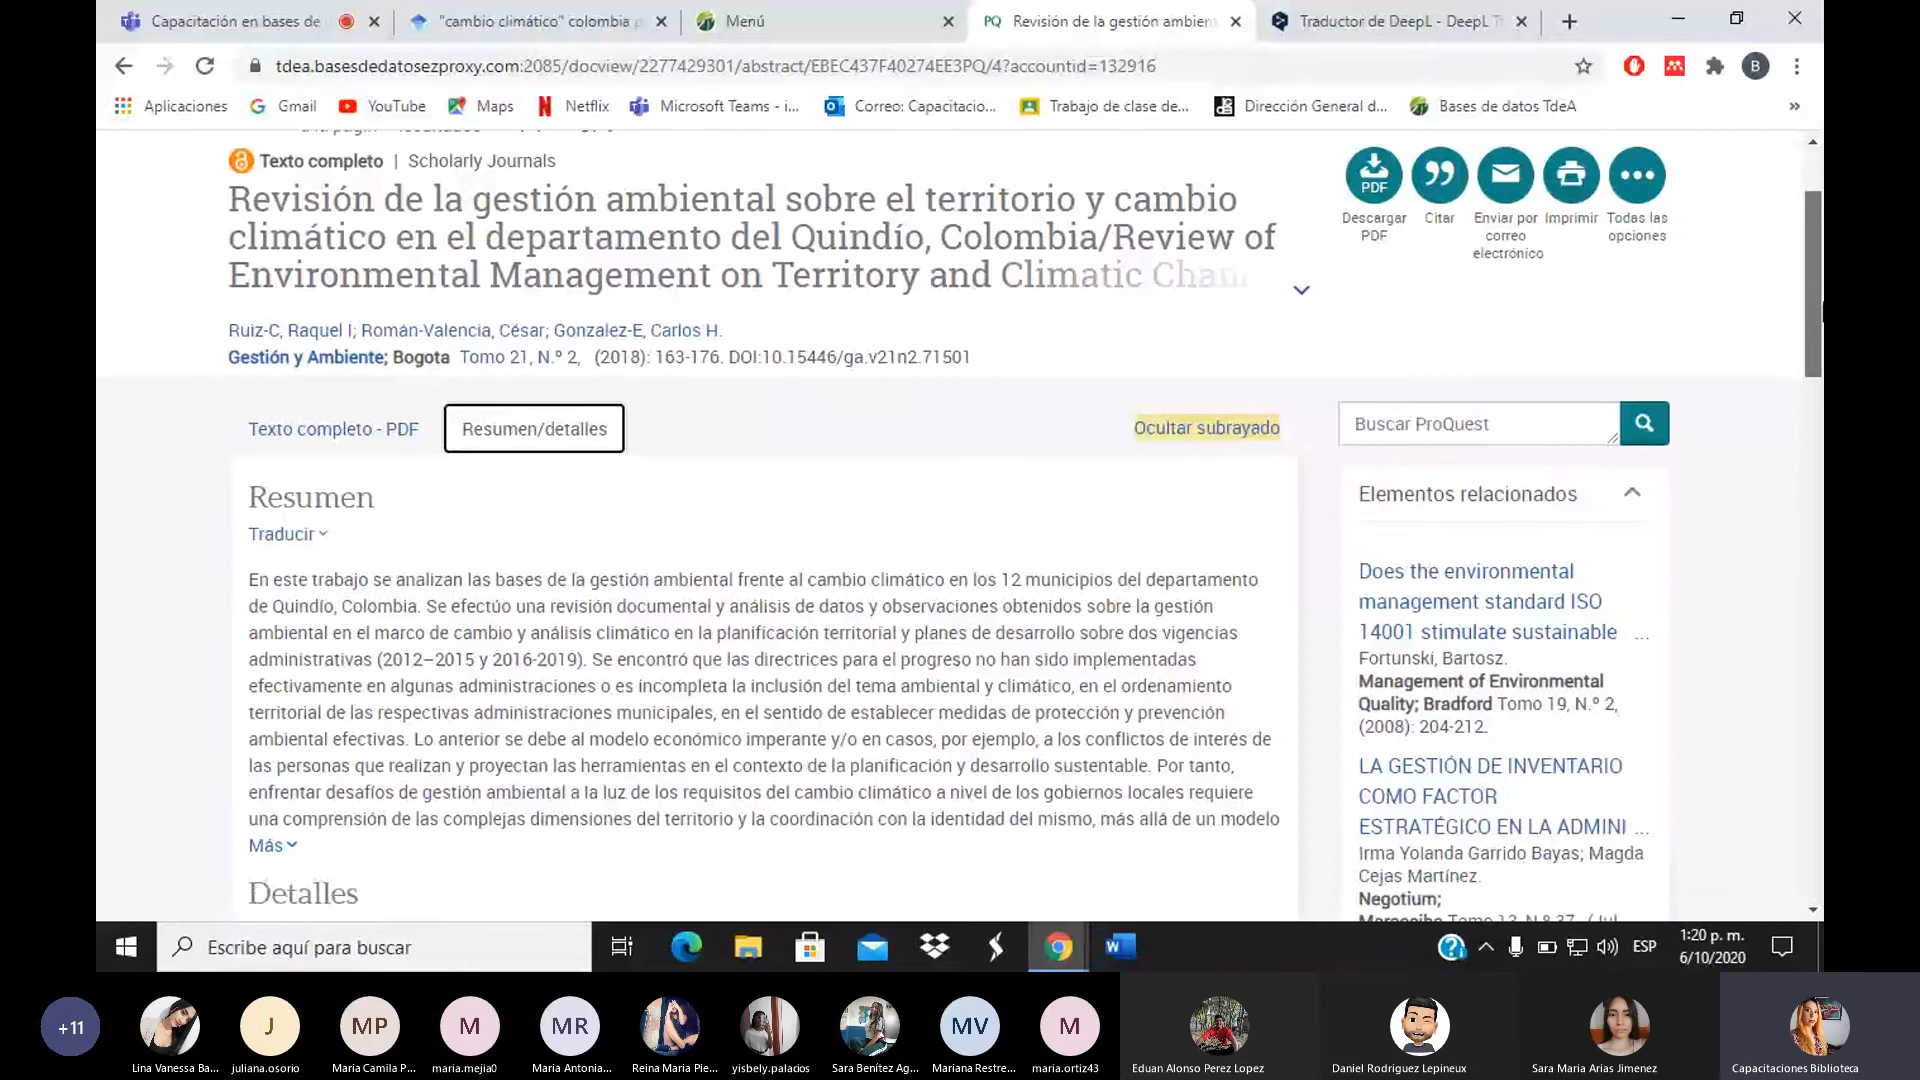 Capacitación en bases de
"cambio climático" colombia
Menú
PQ Revisión de la gestión ambien
Traductor de DeepL - DeepL T
tdea.basesdedatosezproxy.com:2085/docview/2277429301/abstract/EBEC437F40274EE3PQ/4?accountid=132916
B
Aplicaciones
Gmail
YouTube
Maps
Netflix
Microsoft Teams - i...
Correo: Capacitacio...
Trabajo de clase de...
Dirección General d...
Bases de datos TdeA
»
Texto completo | Scholarly Journals
Revisión de la gestión ambiental sobre el territorio y cambio
climático en el departamento del Quindío, Colombia/Review of
Environmental Management on Territory and Climatic Chan
Ruiz-C, Raquel I; Román-Valencia, César; Gonzalez-E, Carlos H.
Gestión y Ambiente; Bogota Tomo 21, N.º 2, (2018): 163-176. DOI:10.15446/ga.v21n2.71501
PDF
Descargar PDF
Citar
Enviar por correo electrónico
Imprimir
Todas las opciones
Texto completo - PDF
Resumen/detalles
Ocultar subrayado
Buscar ProQuest
Resumen
Traducir
En este trabajo se analizan las bases de la gestión ambiental frente al cambio climático en los 12 municipios del departamento
de Quindío, Colombia. Se efectúo una revisión documental y análisis de datos y observaciones obtenidos sobre la gestión
ambiental en el marco de cambio y análisis climático en la planificación territorial y planes de desarrollo sobre dos vigencias
administrativas (2012–2015 y 2016-2019). Se encontró que las directrices para el progreso no han sido implementadas
efectivamente en algunas administraciones o es incompleta la inclusión del tema ambiental y climático, en el ordenamiento
territorial de las respectivas administraciones municipales, en el sentido de establecer medidas de protección y prevención
ambiental efectivas. Lo anterior se debe al modelo económico imperante y/o en casos, por ejemplo, a los conflictos de interés de
las personas que realizan y proyectan las herramientas en el contexto de la planificación y desarrollo sustentable. Por tanto,
enfrentar desafíos de gestión ambiental a la luz de los requisitos del cambio climático a nivel de los gobiernos locales requiere
una comprensión de las complejas dimensiones del territorio y la coordinación con la identidad del mismo, más allá de un modelo
Más
Detalles
Elementos relacionados
Does the environmental
management standard ISO
14001 stimulate sustainable ...
Fortunski, Bartosz.
Management of Environmental
Quality; Bradford Tomo 19, N.º 2,
(2008): 204-212.
LA GESTIÓN DE INVENTARIO
COMO FACTOR
ESTRATÉGICO EN LA ADMINI ...
Irma Yolanda Garrido Bayas; Magda
Cejas Martínez.
Negotium;
Escribe aquí para buscar
ESP
1:20 p. m.
6/10/2020
+11
J
MP
M
MR
MV
M
Lina Vanessa Ba...
juliana.osorio
Maria Camila P...
maria.mejia0
Maria Antonia...
Reina Maria Pie...
yisbely.palacios
Sara Benítez Ag...
Mariana Restre...
maria.ortiz43
Eduan Alonso Perez Lopez
Daniel Rodriguez Lepineux
Sara Maria Arias Jimenez
Capacitaciones Biblioteca